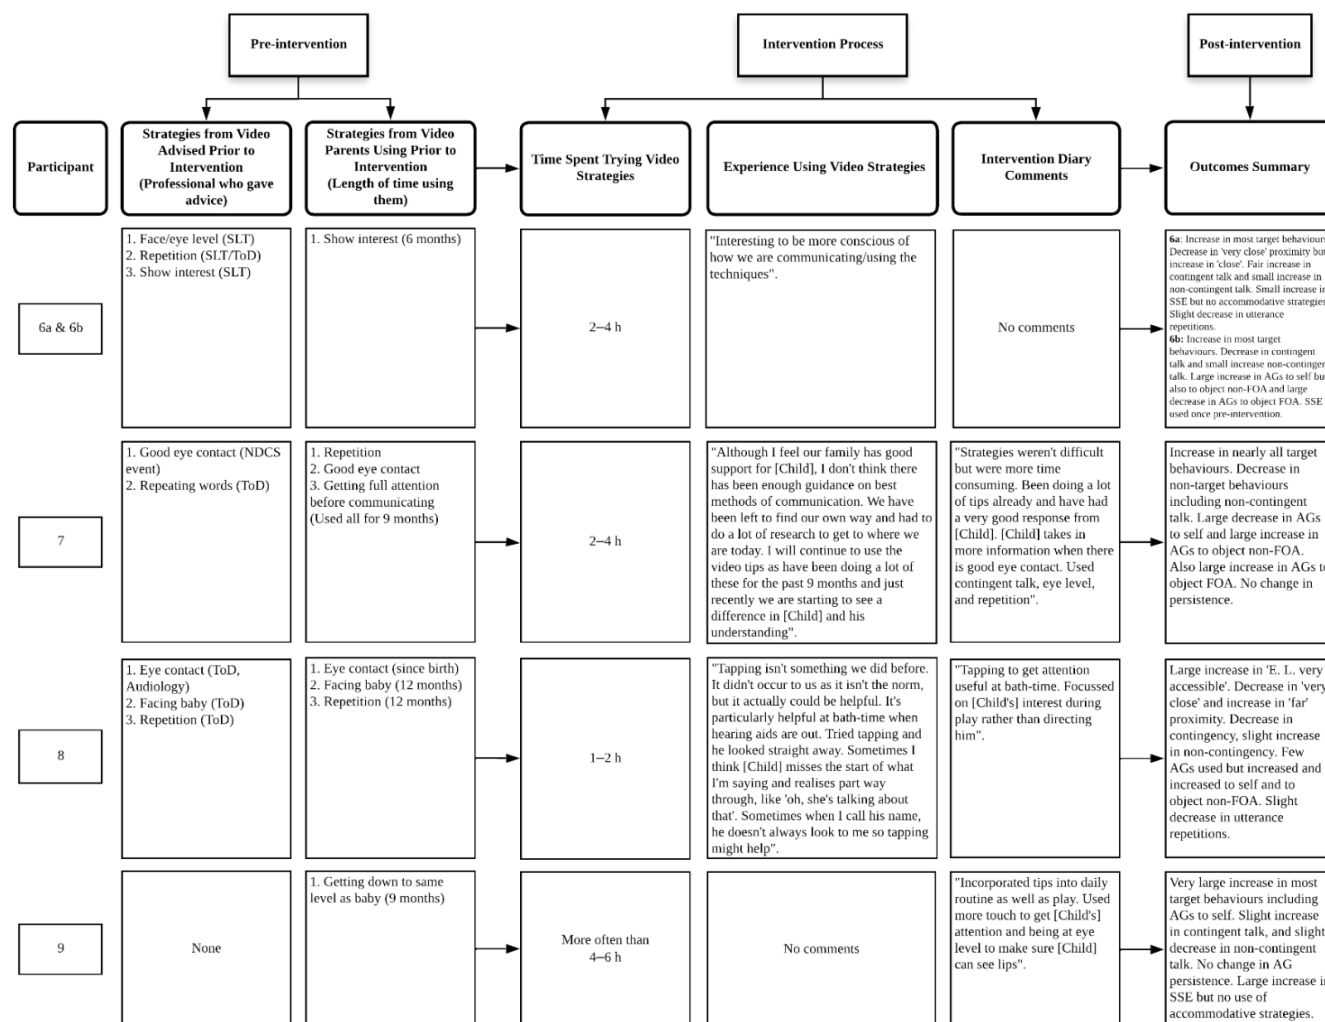 Pre-intervention
Intervention Process
Post-intervention
Participant
Strategies from Video
Advised Prior to
Intervention
(Professional who gave
advice)
Strategies from Video
Parents Using Prior to
Intervention
(Length of time using
them)
Time Spent Trying Video
Strategies
Experience Using Video Strategies
Intervention Diary
Comments
Outcomes Summary
6a & 6b
1. Face/eye level (SLT)
2. Repetition (SLT/ToD)
3. Show interest (SLT)
1. Show interest (6 months)
2–4 h
"Interesting to be more conscious of
how we are communicating/using the
techniques".
No comments
6a: Increase in most target behaviours
Decrease in 'very close' proximity but
increase in 'close'. Fair increase in
contingent talk and small increase in
non-contingent talk. Small increase in
SSE but no accommodative strategies
Slight decrease in utterance
repetitions.
6b: Increase in most target
behaviours. Decrease in contingent
talk and small increase non-contingen
talk. Large increase in AGs to self but
also to object non-FOA and large
decrease in AGs to object FOA. SSE
used once pre-intervention.
7
1. Good eye contact (NDCS
event)
2. Repeating words (ToD)
1. Repetition
2. Good eye contact
3. Getting full attention
before communicating
(Used all for 9 months)
2–4 h
"Although I feel our family has good
support for [Child], I don't think there
has been enough guidance on best
methods of communication. We have
been left to find our own way and had to
do a lot of research to get to where we
are today. I will continue to use the
video tips as have been doing a lot of
these for the past 9 months and just
recently we are starting to see a
difference in [Child] and his
understanding".
"Strategies weren't difficult
but were more time
consuming. Been doing a lot
of tips already and have had
a very good response from
[Child]. [Child] takes in
more information when there
is good eye contact. Used
contingent talk, eye level,
and repetition".
Increase in nearly all target
behaviours. Decrease in
non-target behaviours
including non-contingent
talk. Large decrease in AGs
to self and large increase in
AGs to object non-FOA.
Also large increase in AGs to
object FOA. No change in
persistence.
8
1. Eye contact (ToD,
Audiology)
2. Facing baby (ToD)
3. Repetition (ToD)
1. Eye contact (since birth)
2. Facing baby (12 months)
3. Repetition (12 months)
1–2 h
"Tapping isn't something we did before.
It didn't occur to us as it isn't the norm,
but it actually could be helpful. It's
particularly helpful at bath-time when
hearing aids are out. Tried tapping and
he looked straight away. Sometimes I
think [Child] misses the start of what
I'm saying and realises part way
through, like 'oh, she's talking about
that'. Sometimes when I call his name,
he doesn't always look to me so tapping
might help".
"Tapping to get attention
useful at bath-time. Focussed
on [Child's] interest during
play rather than directing
him".
Large increase in 'E. L. very
accessible'. Decrease in 'very
close' and increase in 'far'
proximity. Decrease in
contingency, slight increase
in non-contingency. Few
AGs used but increased and
increased to self and to
object non-FOA. Slight
decrease in utterance
repetitions.
9
None
1. Getting down to same
level as baby (9 months)
More often than
4–6 h
No comments
"Incorporated tips into daily
routine as well as play. Used
more touch to get [Child's]
attention and being at eye
level to make sure [Child]
can see lips".
Very large increase in most
target behaviours including
AGs to self. Slight increase
in contingent talk, and slight
decrease in non-contingent
talk. No change in AG
persistence. Large increase in
SSE but no use of
accommodative strategies.